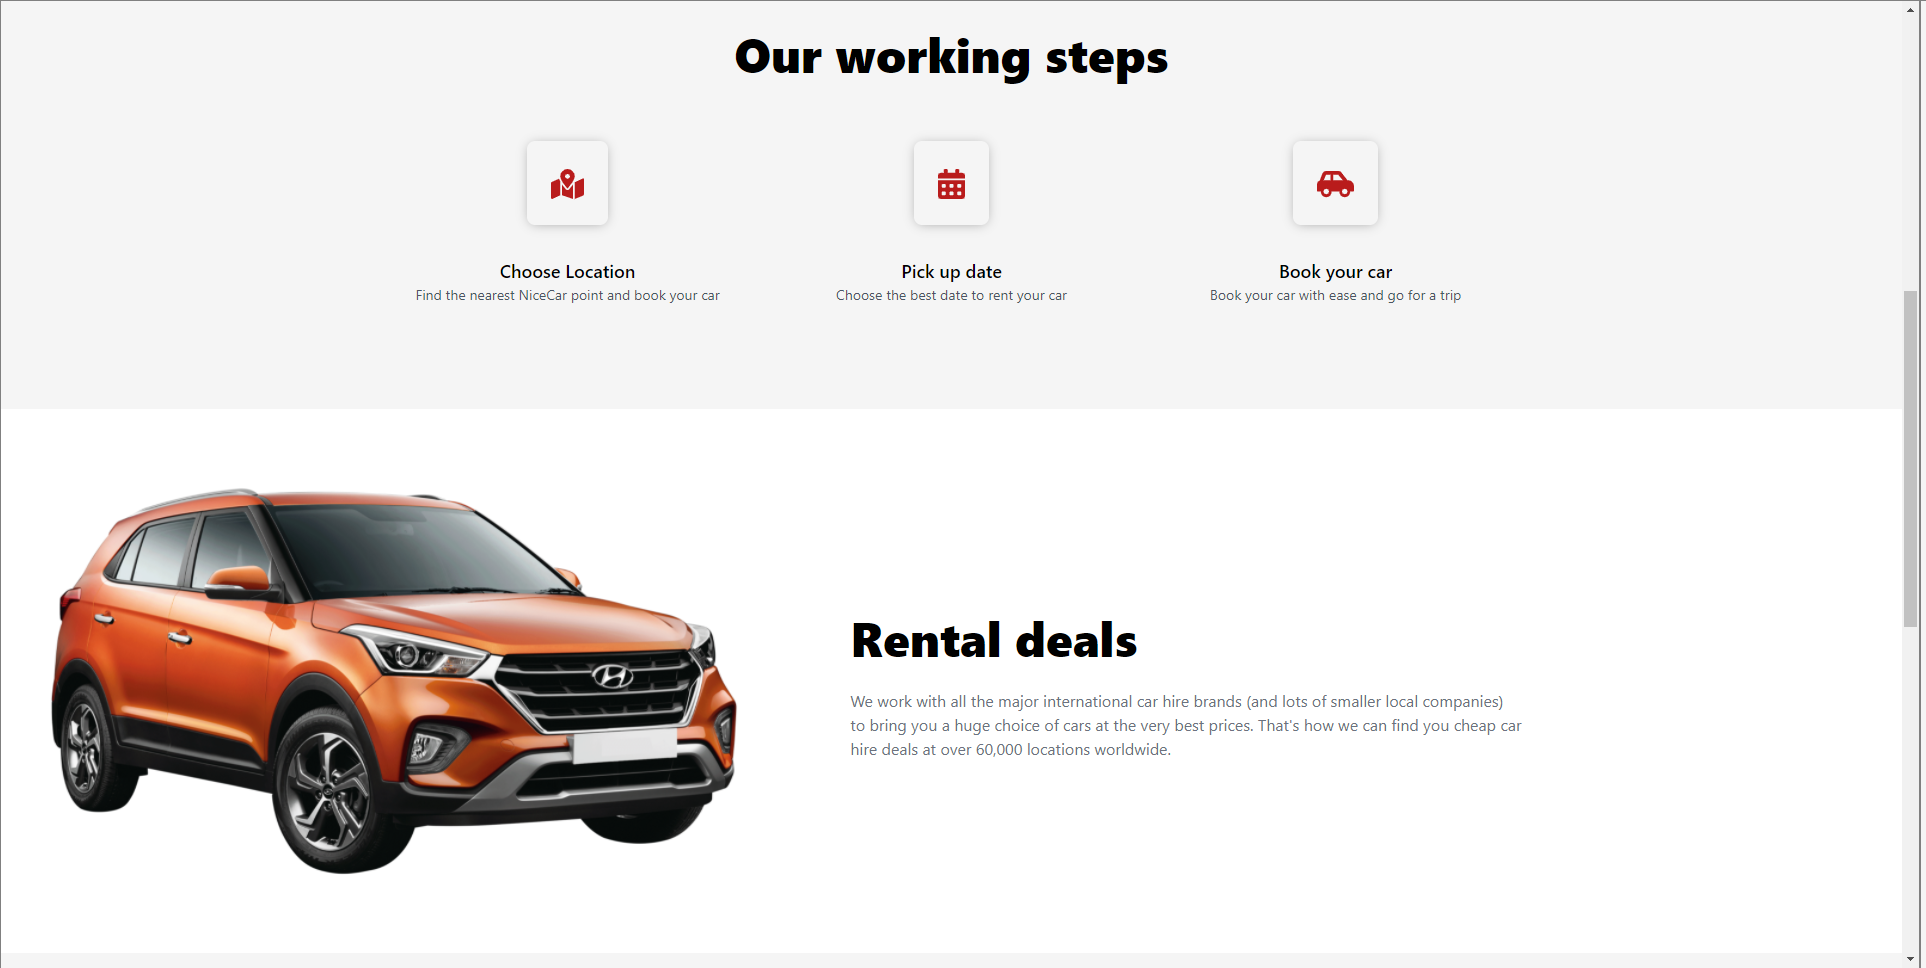 Our working steps
Choose Location
Find the nearest NiceCar point and book your car
Pick up date
Choose the best date to rent your car
Book your car
Book your car with ease and go for a trip
Rental deals
We work with all the major international car hire brands (and lots of smaller local companies)
to bring you a huge choice of cars at the very best prices. That's how we can find you cheap car
hire deals at over 60,000 locations worldwide.